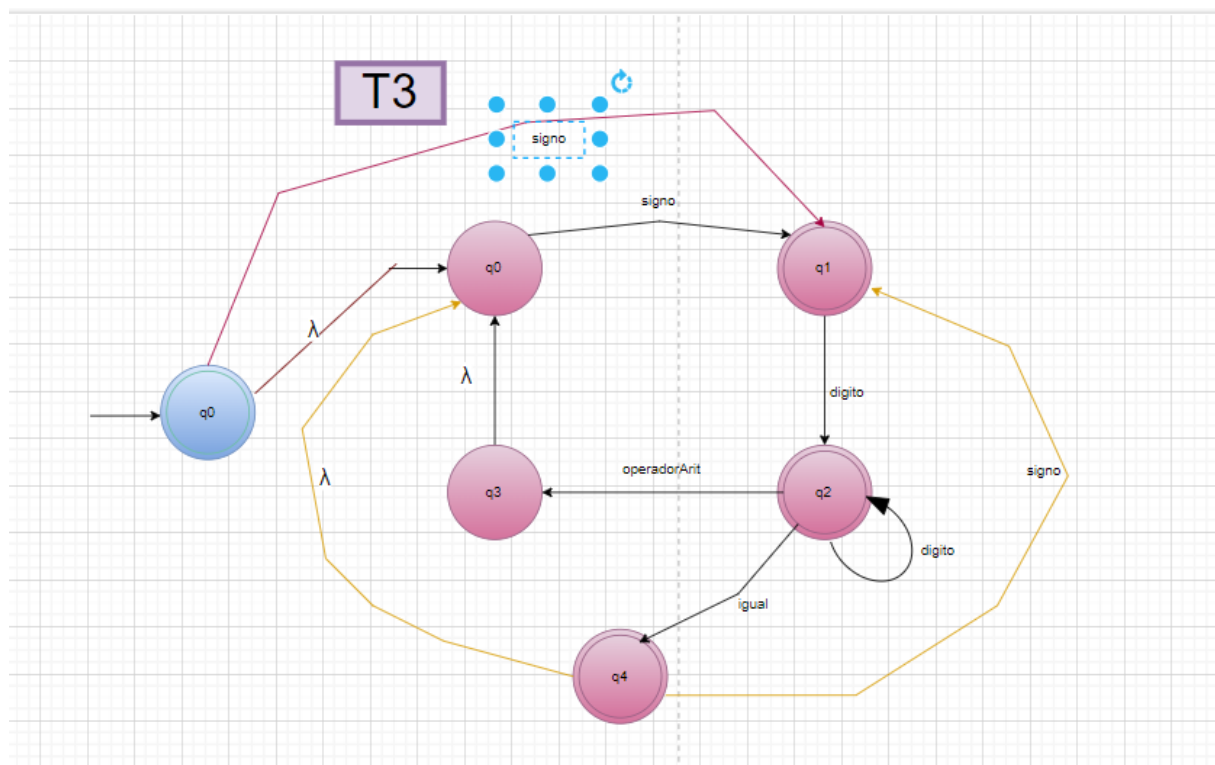 T3
signo
signo
q0
q1
λ
λ
digito
q0
operadorArit
signo
λ
q3
q2
digito
igual
q4